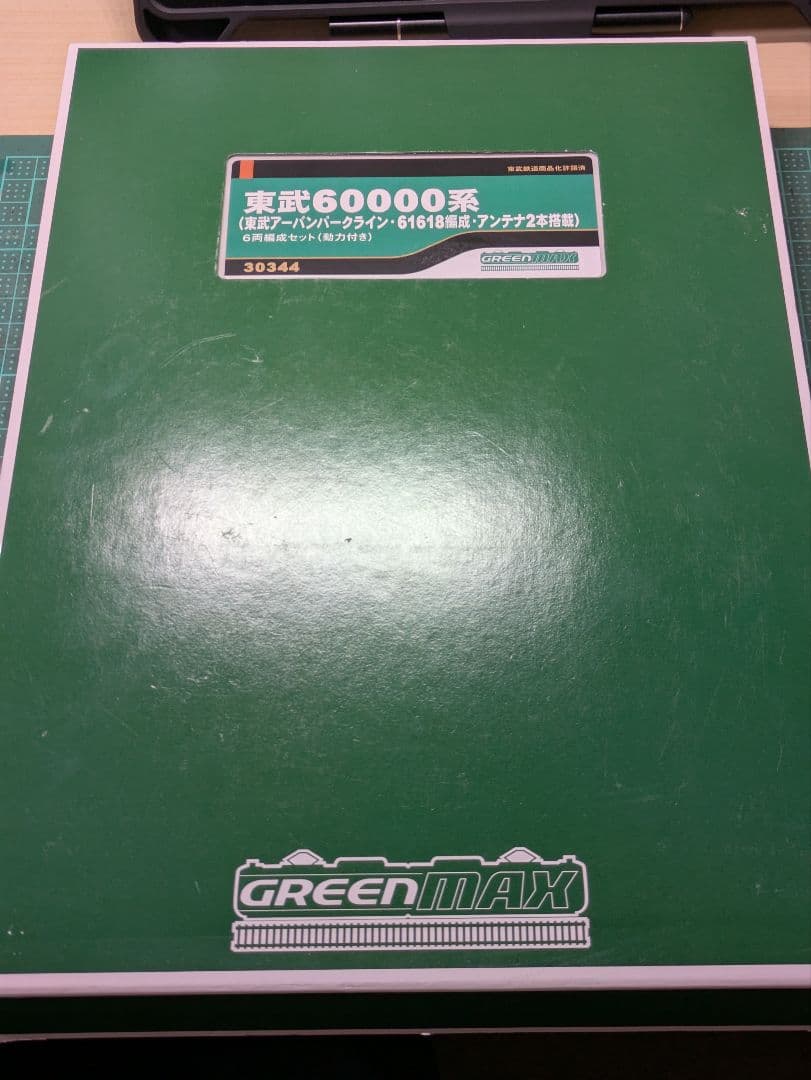 東武鉄道商品化許諾済
東武60000系
(東武アーバンパークライン・61618編成・アンテナ2本搭載)
6両編成セット(動力付き)
30344
GREENMAX
GREENMAX